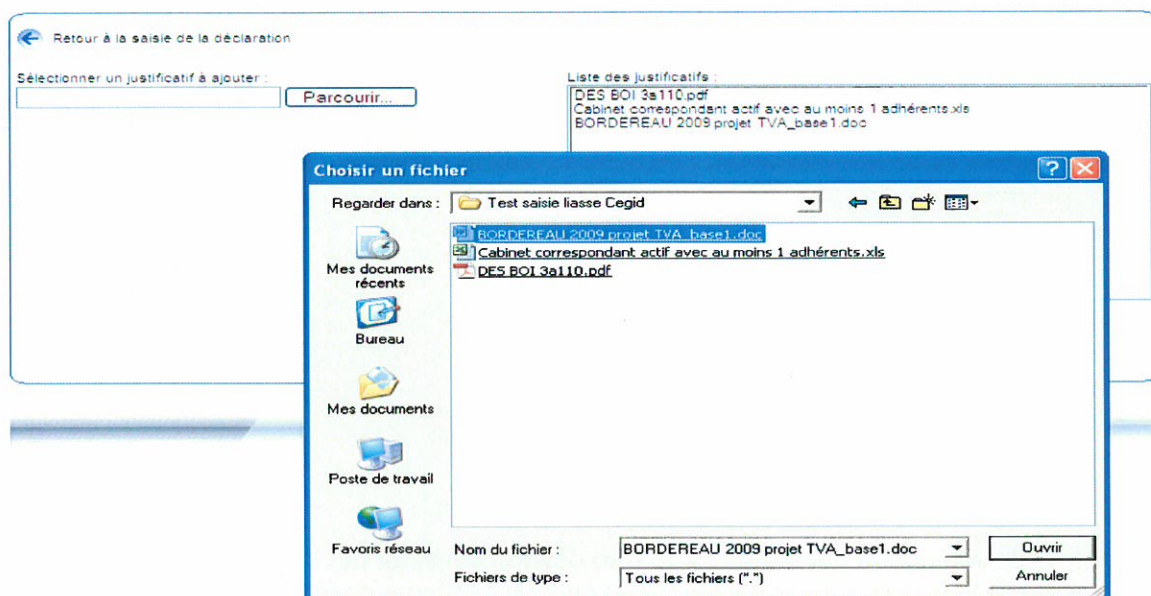 Retour à la saisie de la déclaration
Sélectionner un justificatif à ajouter :
Parcourir...
Liste des justificatifs :
DES BOI 3a110.pdf
Cabinet correspondant actif avec au moins 1 adhérents.xls
BORDEREAU 2009 projet TVA_base1.doc
Choisir un fichier
Regarder dans :
Test saisie liasse Cegid
BORDEREAU 2009 projet TVA_base1.doc
Cabinet correspondant actif avec au moins 1 adhérents.xls
DES BOI 3a110.pdf
Mes documents
récents
Bureau
Mes documents
Poste de travail
Favoris réseau
Nom du fichier :
BORDEREAU 2009 projet TVA_base1.doc
Ouvrir
Fichiers de type :
Tous les fichiers (*.*)
Annuler